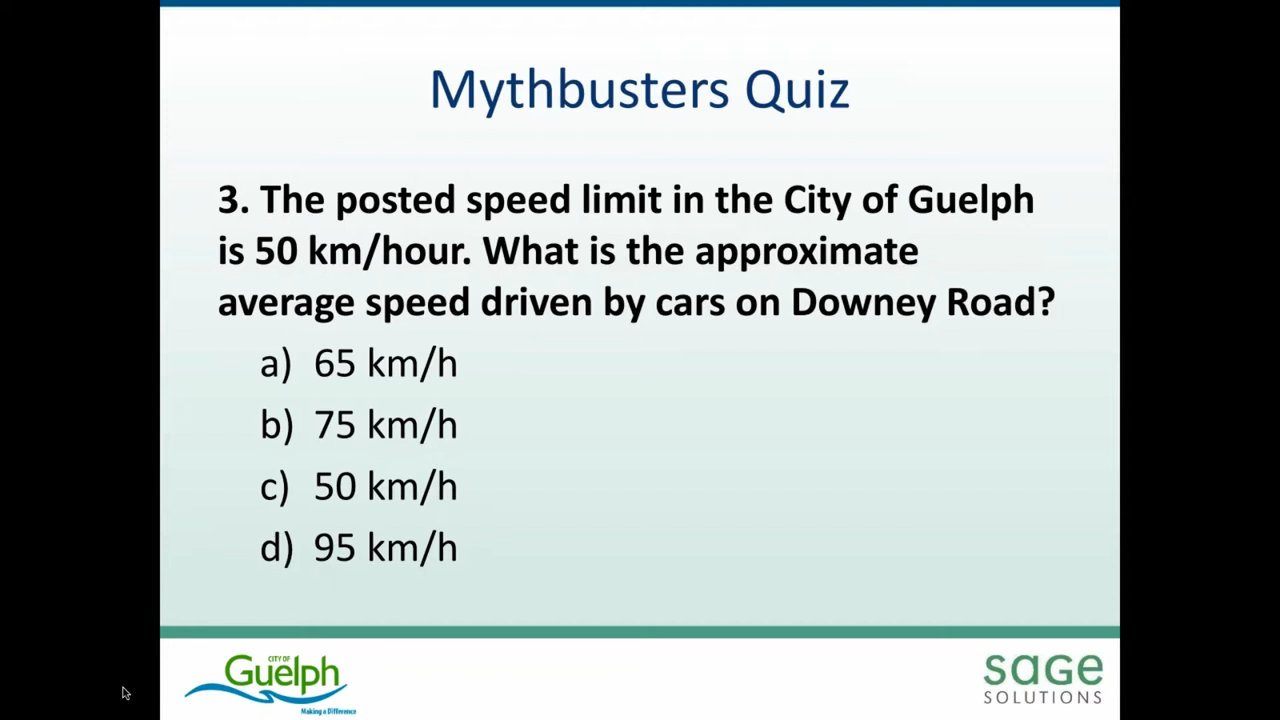 Mythbusters Quiz
3. The posted speed limit in the City of Guelph
is 50 km/hour. What is the approximate
average speed driven by cars on Downey Road?
a) 65 km/h
b) 75 km/h
c) 50 km/h
d) 95 km/h
CITY OF
Guelph
Making a Difference
sage
SOLUTIONS